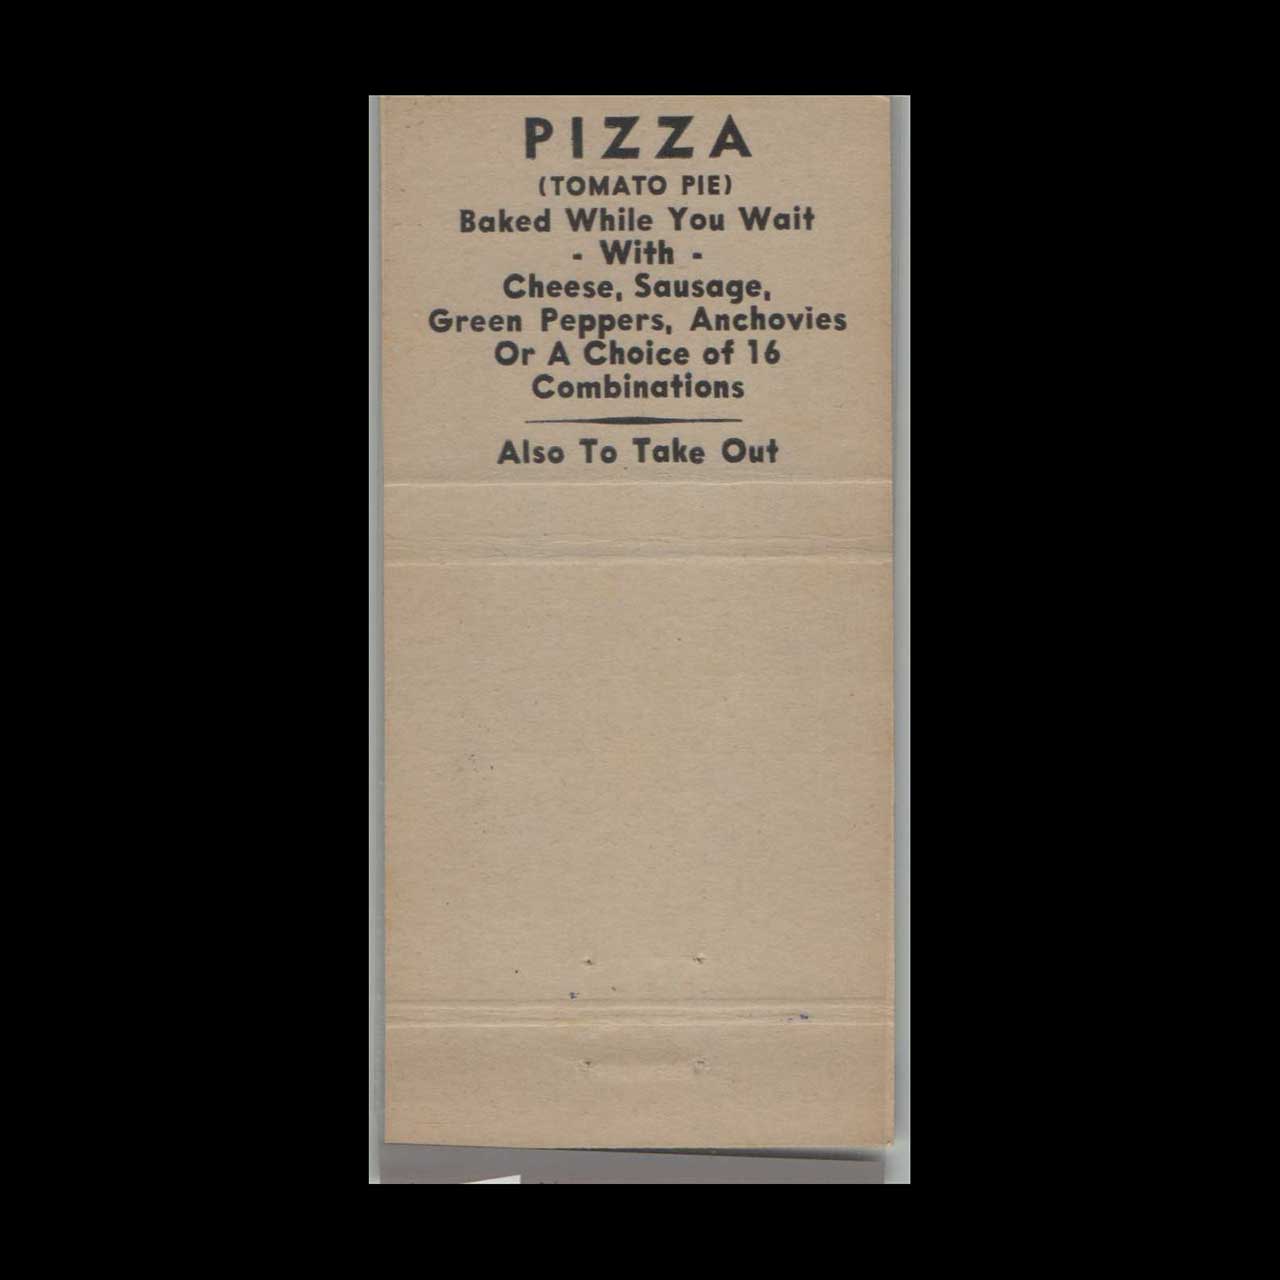 PIZZA
(TOMATO PIE)
Baked While You Wait
- With -
Cheese, Sausage,
Green Peppers, Anchovies
Or A Choice of 16
Combinations
Also To Take Out